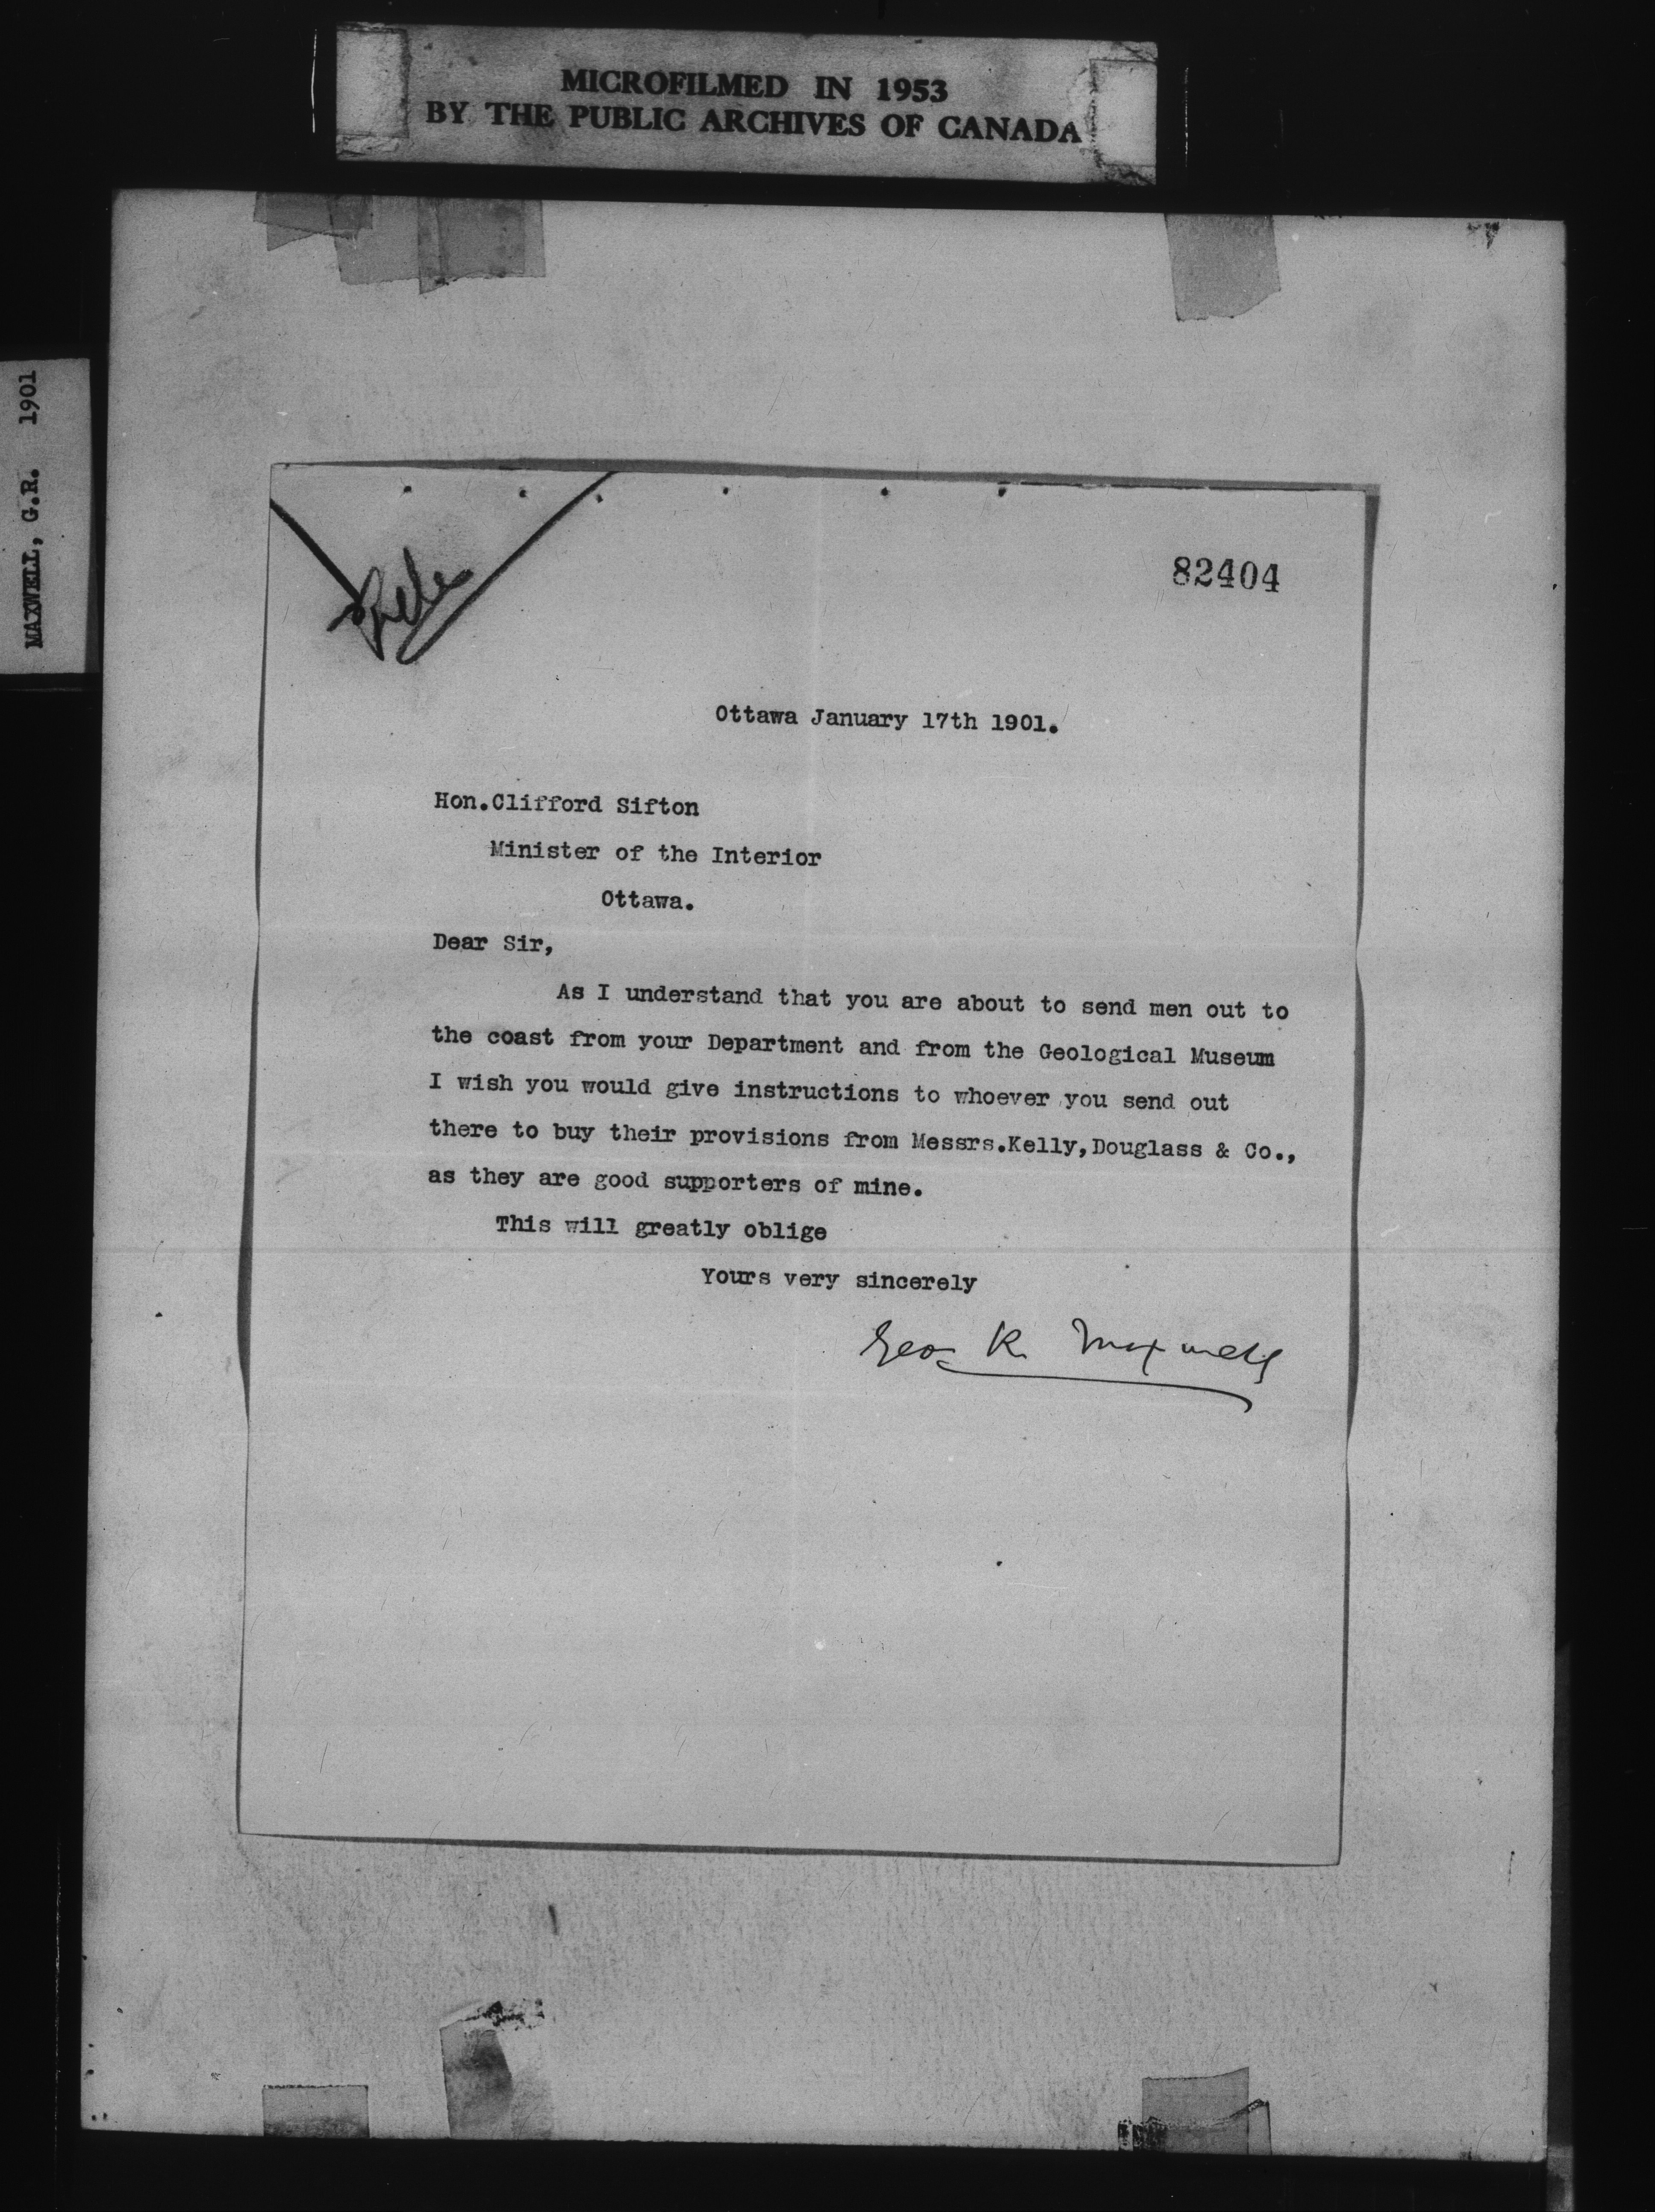 MICROFILMED IN 1953
BY THE PUBLIC ARCHIVES OF CANADA
MAXWELL, G.R. 1901
File
82404
Ottawa January 17th 1901.
Hon.Clifford Sifton
Minister of the Interior
Ottawa.
Dear Sir,
As I understand that you are about to send men out to
the coast from your Department and from the Geological Museum
I wish you would give instructions to whoever you send out
there to buy their provisions from Messrs.Kelly,Douglass & Co.,
as they are good supporters of mine.
This will greatly oblige
Yours very sincerely
Geo. R. Maxwell